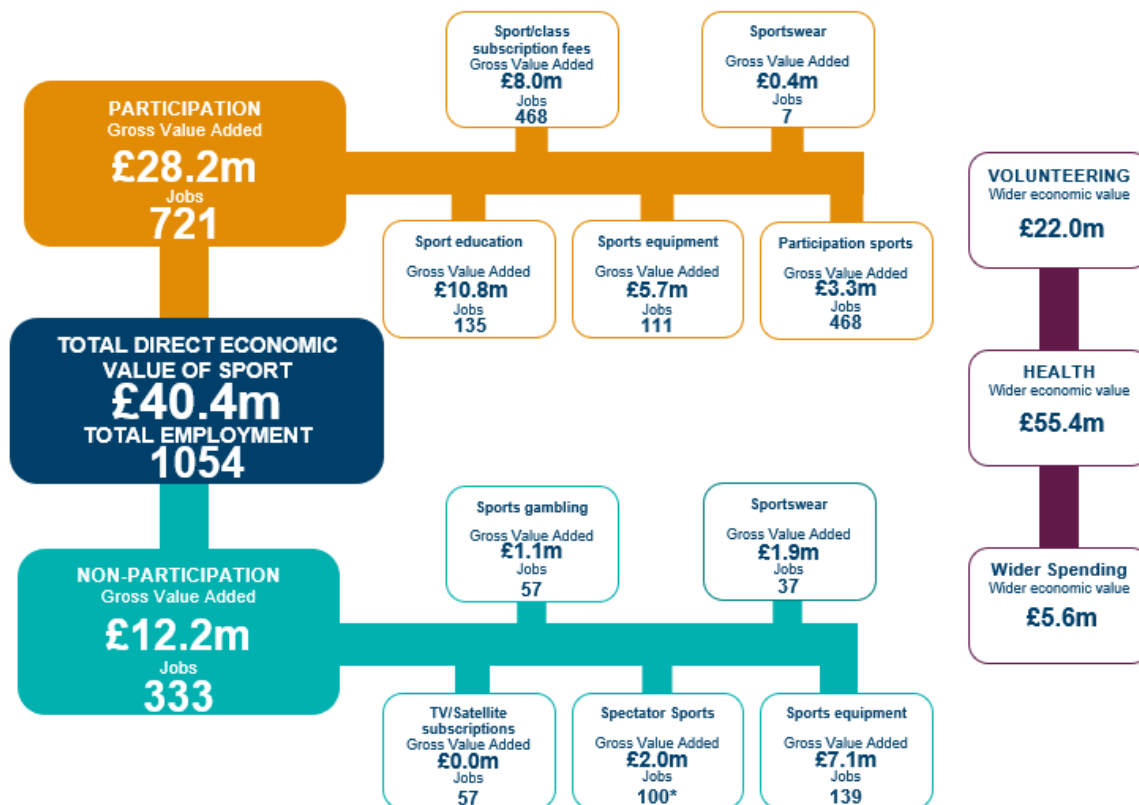 Sport/class
subscription fees
Gross Value Added
£8.0m
Jobs
468
Sportswear
Gross Value Added
£0.4m
Jobs
7
PARTICIPATION
Gross Value Added
£28.2m
Jobs
721
Sport education
Gross Value Added
£10.8m
Jobs
135
Sports equipment
Gross Value Added
£5.7m
Jobs
111
Participation sports
Gross Value Added
£3.3m
Jobs
468
TOTAL DIRECT ECONOMIC
VALUE OF SPORT
£40.4m
TOTAL EMPLOYMENT
1054
Sports gambling
Gross Value Added
£1.1m
Jobs
57
Sportswear
Gross Value Added
£1.9m
Jobs
37
NON-PARTICIPATION
Gross Value Added
£12.2m
Jobs
333
TV/Satellite
subscriptions
Gross Value Added
£0.0m
Jobs
57
Spectator Sports
Gross Value Added
£2.0m
Jobs
100*
Sports equipment
Gross Value Added
£7.1m
Jobs
139
VOLUNTEERING
Wider economic value
£22.0m
HEALTH
Wider economic value
£55.4m
Wider Spending
Wider economic value
£5.6m